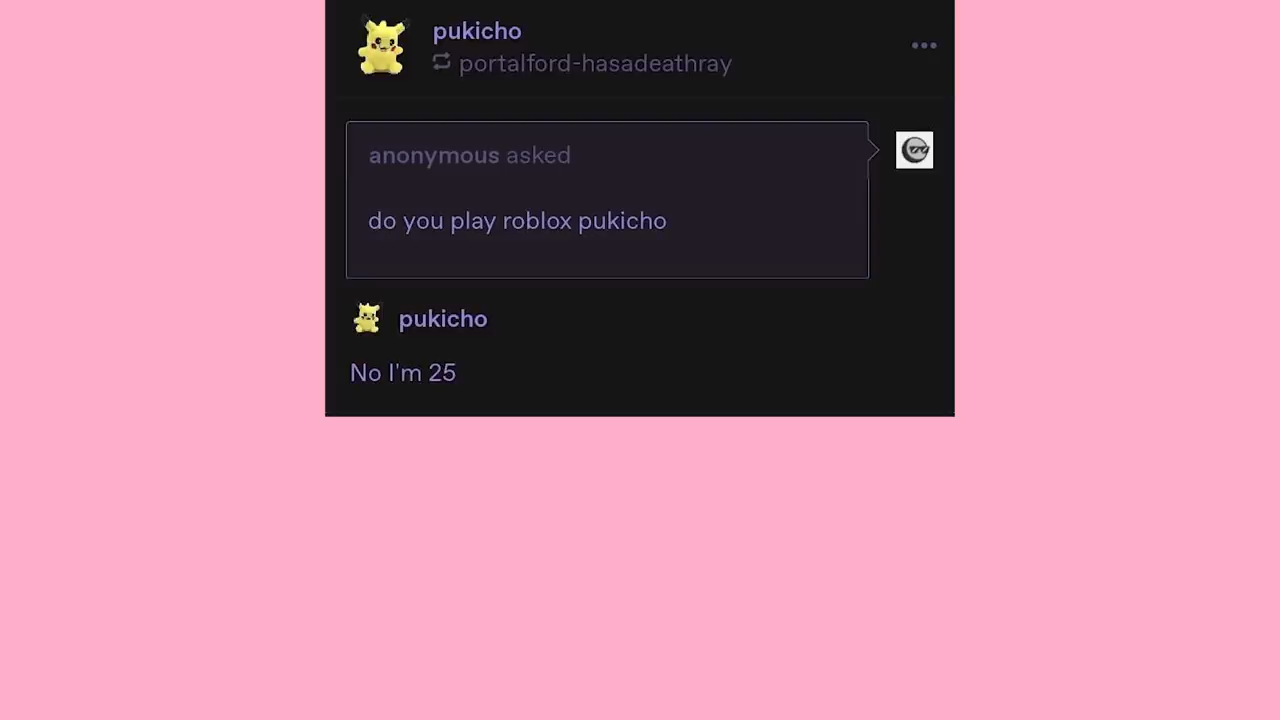 pukicho
portalford-hasadeathray
anonymous asked
do you play roblox pukicho
pukicho
No I'm 25